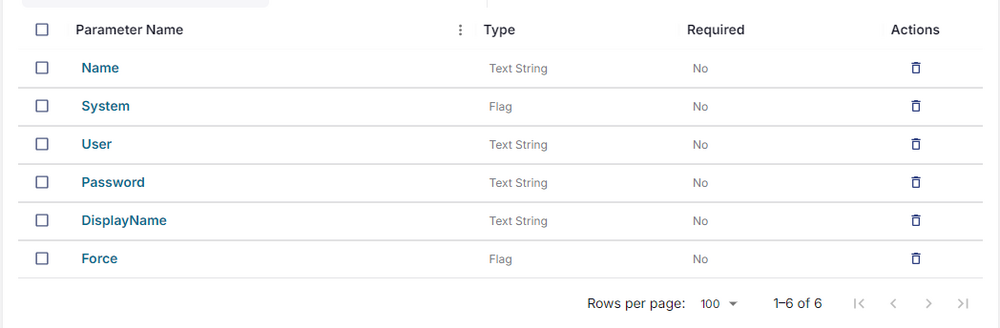 Parameter Name Type Required Actions
Name Text String No
System Flag No
User Text String No
Password Text String No
DisplayName Text String No
Force Flag No
Rows per page: 100 1–6 of 6